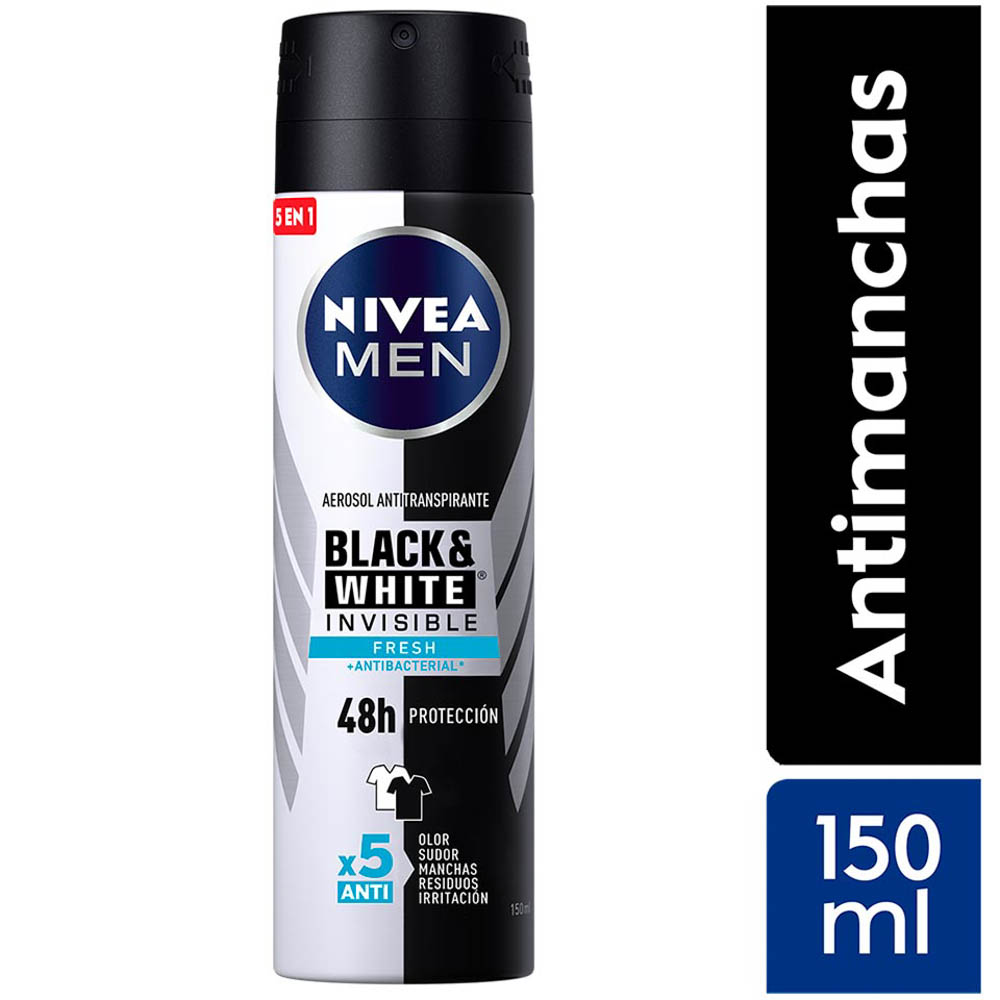 5 EN 1
NIVEA
MEN
AEROSOL ANTITRANSPIRANTE
BLACK&
WHITE®
INVISIBLE
FRESH
+ANTIBACTERIAL*
48h PROTECCIÓN
x5
ANTI
OLOR
SUDOR
MANCHAS
RESIDUOS
IRRITACIÓN
150 ml
Antimanchas
150
ml